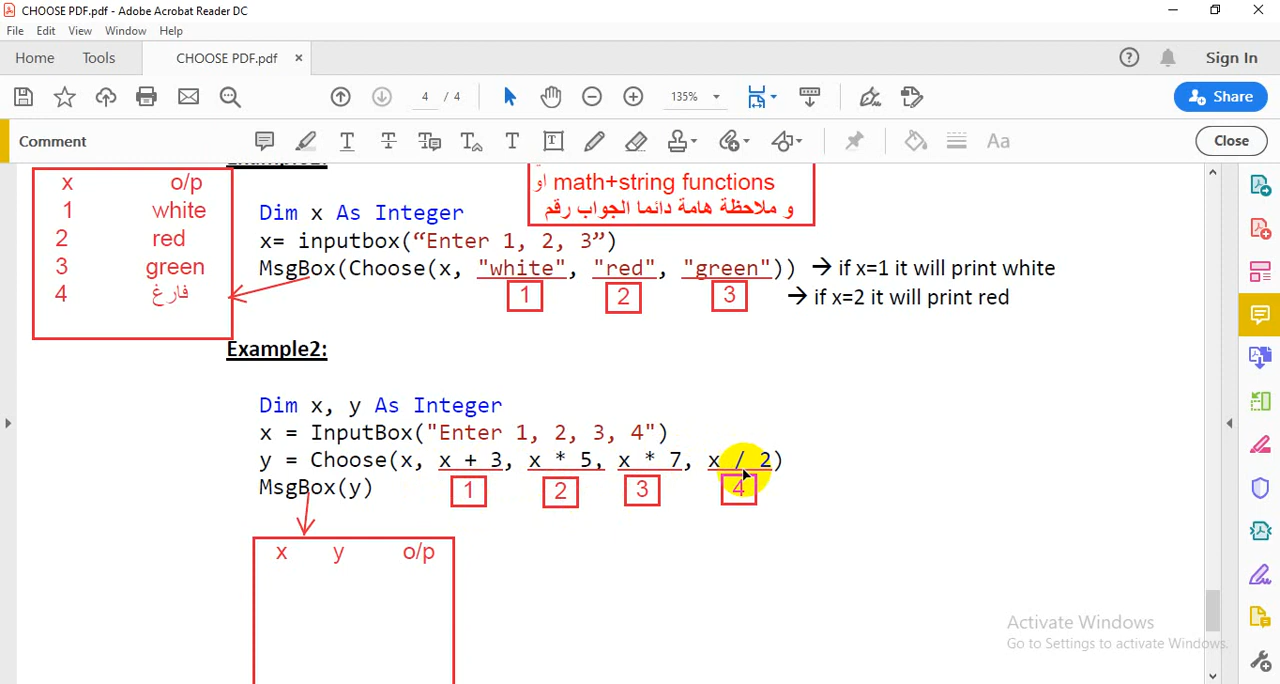 CHOOSE PDF.pdf - Adobe Acrobat Reader DC
File Edit View Window Help
Home Tools CHOOSE PDF.pdf × Sign In
4 / 4 135% Share
Comment Close
x o/p
1 white
2 red
3 green
4 فارغ
او math+string functions
و ملاحظة هامة دائما الجواب رقم
Dim x As Integer
x= inputbox(“Enter 1, 2, 3”)
MsgBox(Choose(x, "white", "red", "green")) → if x=1 it will print white
1 2 3 → if x=2 it will print red
Example2:
Dim x, y As Integer
x = InputBox("Enter 1, 2, 3, 4")
y = Choose(x, x + 3, x * 5, x * 7, x / 2)
MsgBox(y)
1 2 3 4
x y o/p
Activate Windows
Go to Settings to activate Windows.